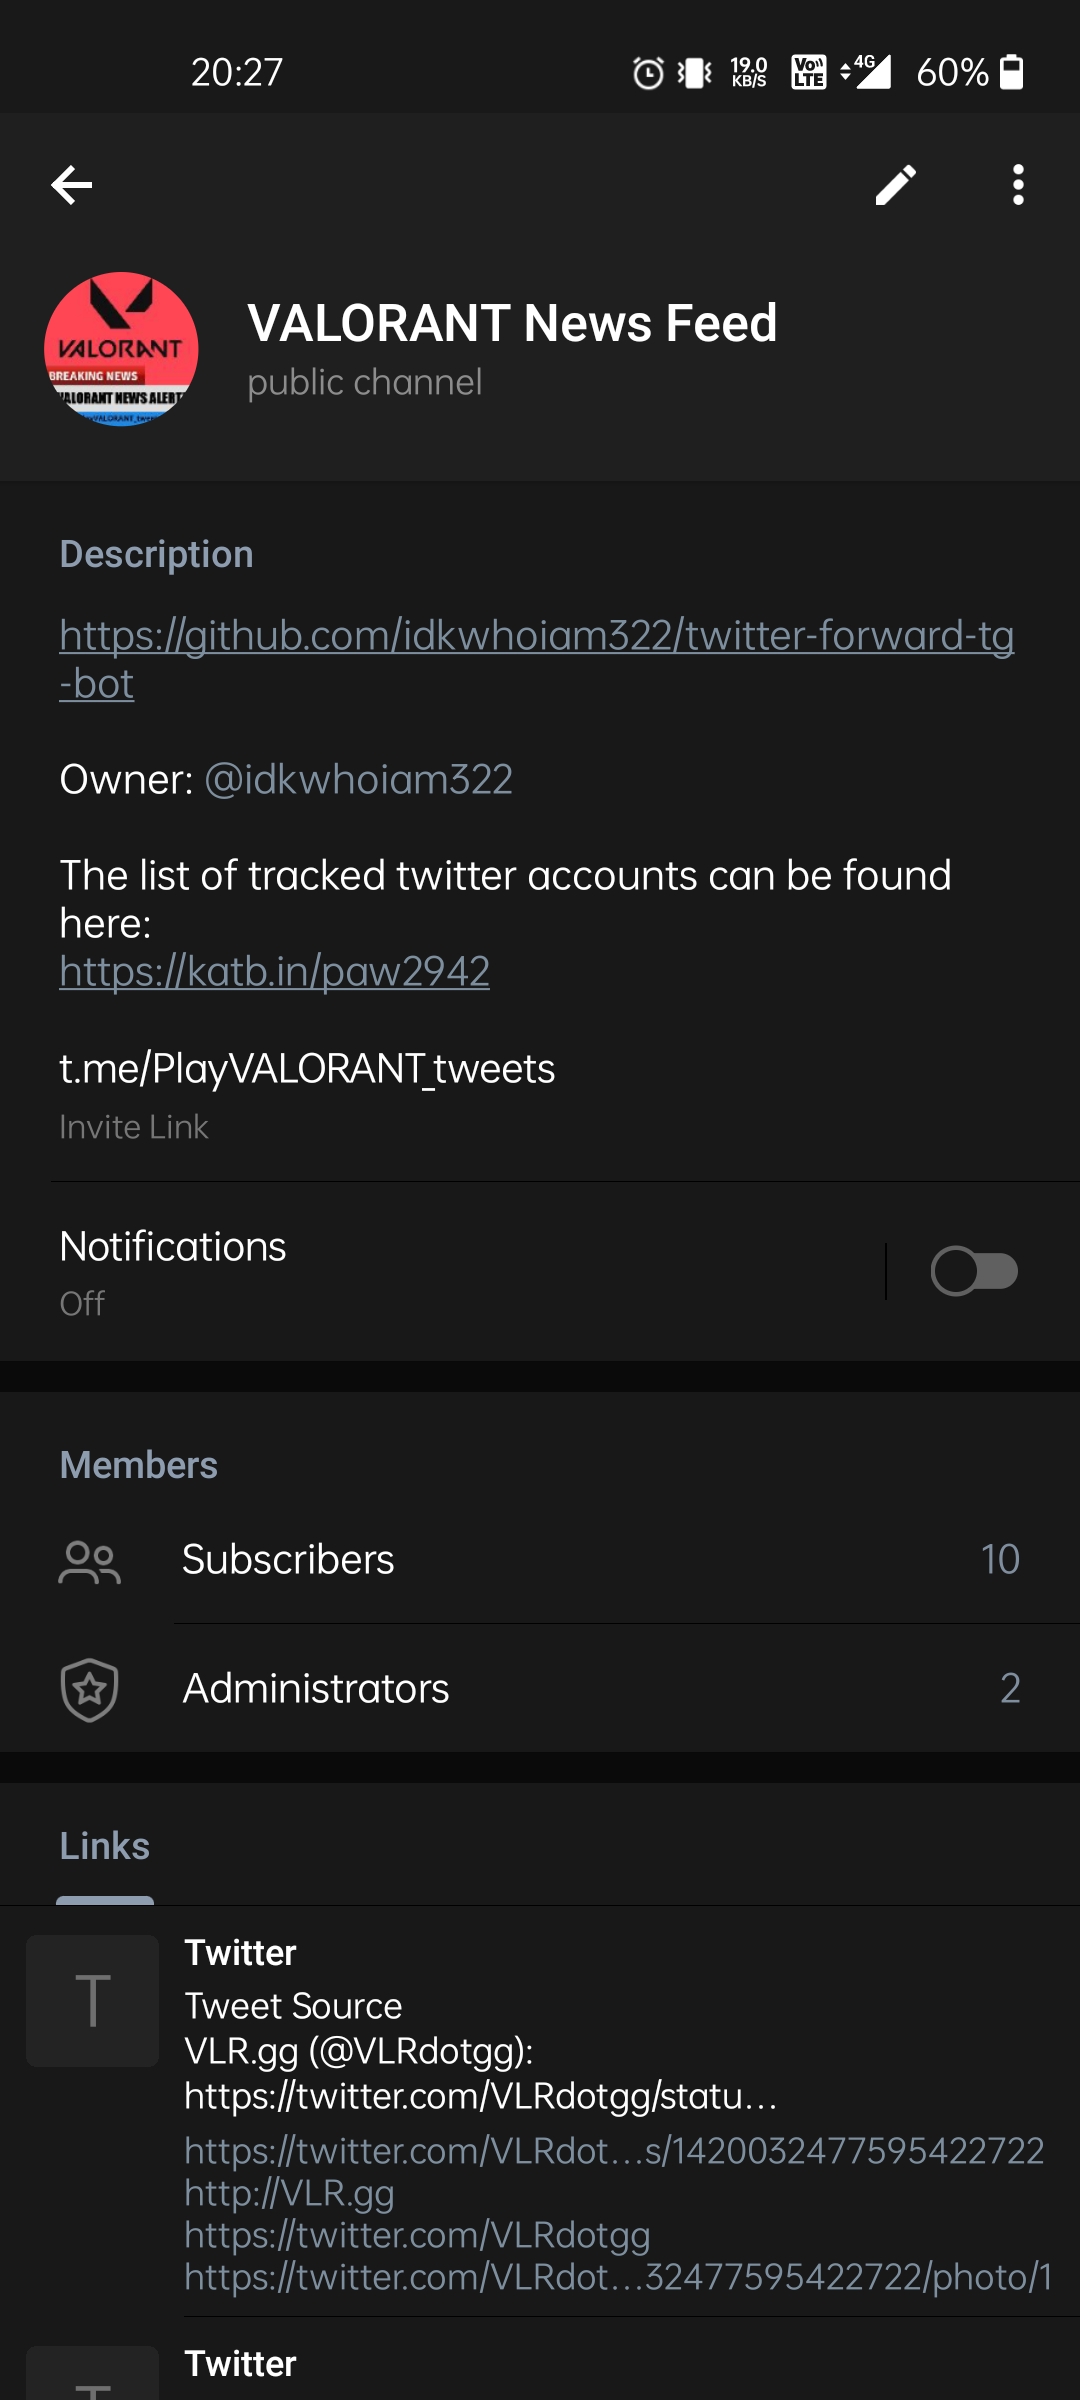 20:27
19.0
KB/S
Vo
LTE
4G
60%
VALORANT
BREAKING NEWS
VALORANT NEWS ALERT
VALORANT News Feed
public channel
Description
https://github.com/idkwhoiam322/twitter-forward-tg
-bot
Owner: @idkwhoiam322
The list of tracked twitter accounts can be found
here:
https://katb.in/paw2942
t.me/PlayVALORANT_tweets
Invite Link
Notifications
Off
Members
Subscribers
10
Administrators
2
Links
T
Twitter
Tweet Source
VLR.gg (@VLRdotgg):
https://twitter.com/VLRdotgg/statu...
https://twitter.com/VLRdot...s/1420032477595422722
http://VLR.gg
https://twitter.com/VLRdotgg
https://twitter.com/VLRdot...32477595422722/photo/1
T
Twitter